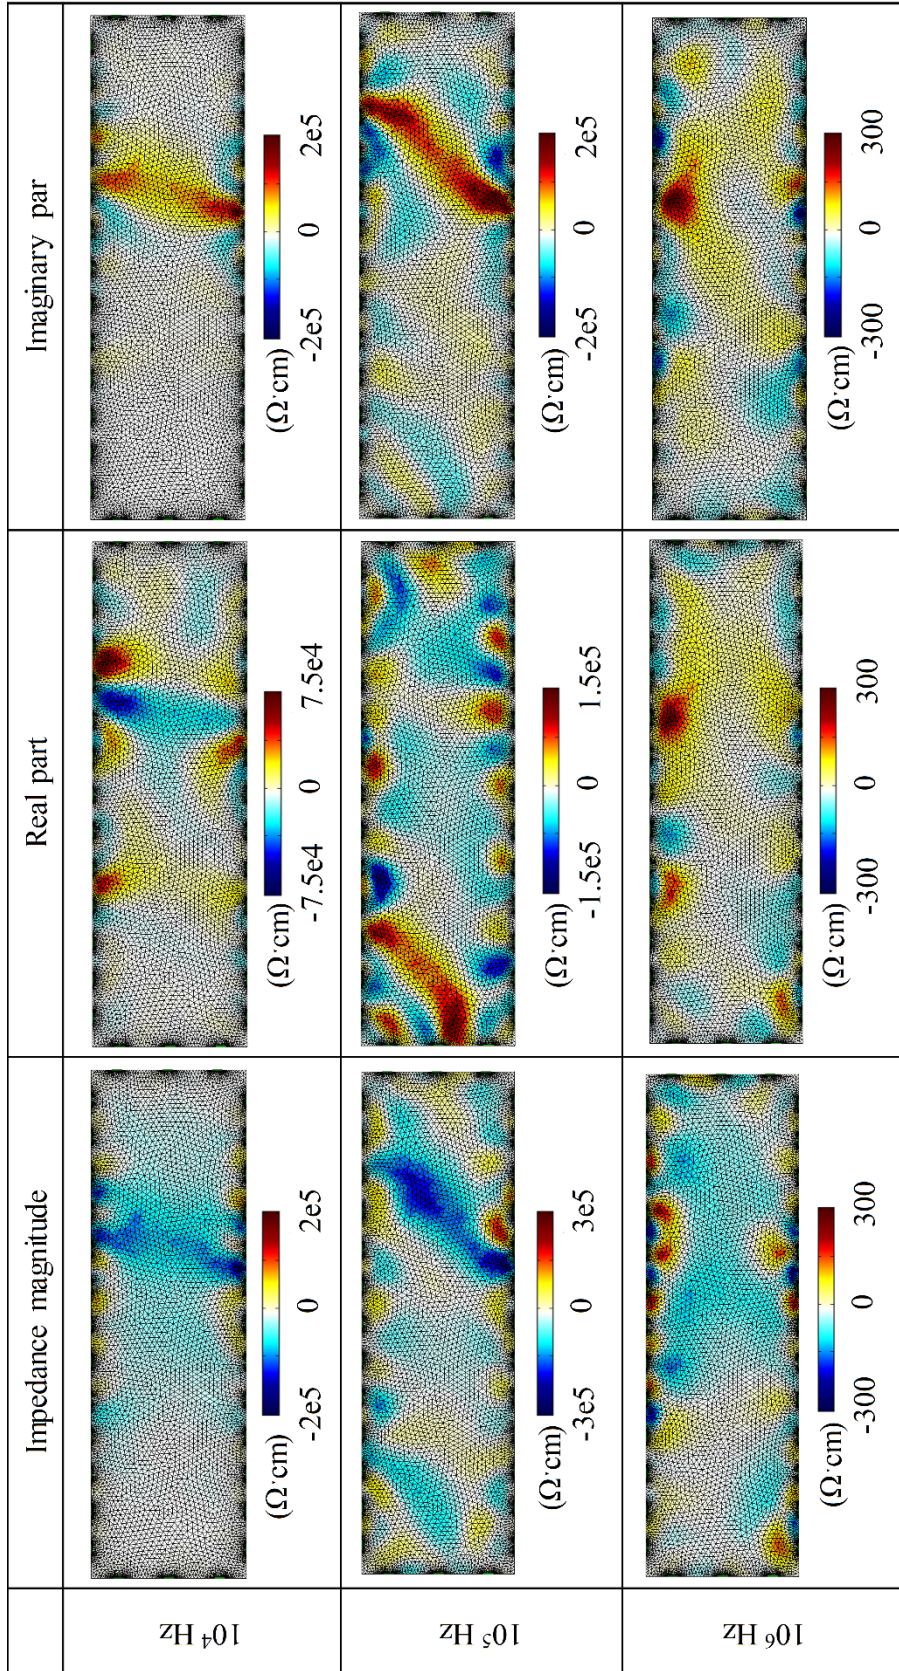 Impedance magnitude
Real part
Imaginary par
10⁴ Hz
(Ω·cm)
-2e5 0 2e5
(Ω·cm)
-7.5e4 0 7.5e4
(Ω·cm)
-2e5 0 2e5
10⁵ Hz
(Ω·cm)
-3e5 0 3e5
(Ω·cm)
-1.5e5 0 1.5e5
(Ω·cm)
-2e5 0 2e5
10⁶ Hz
(Ω·cm)
-300 0 300
(Ω·cm)
-300 0 300
(Ω·cm)
-300 0 300